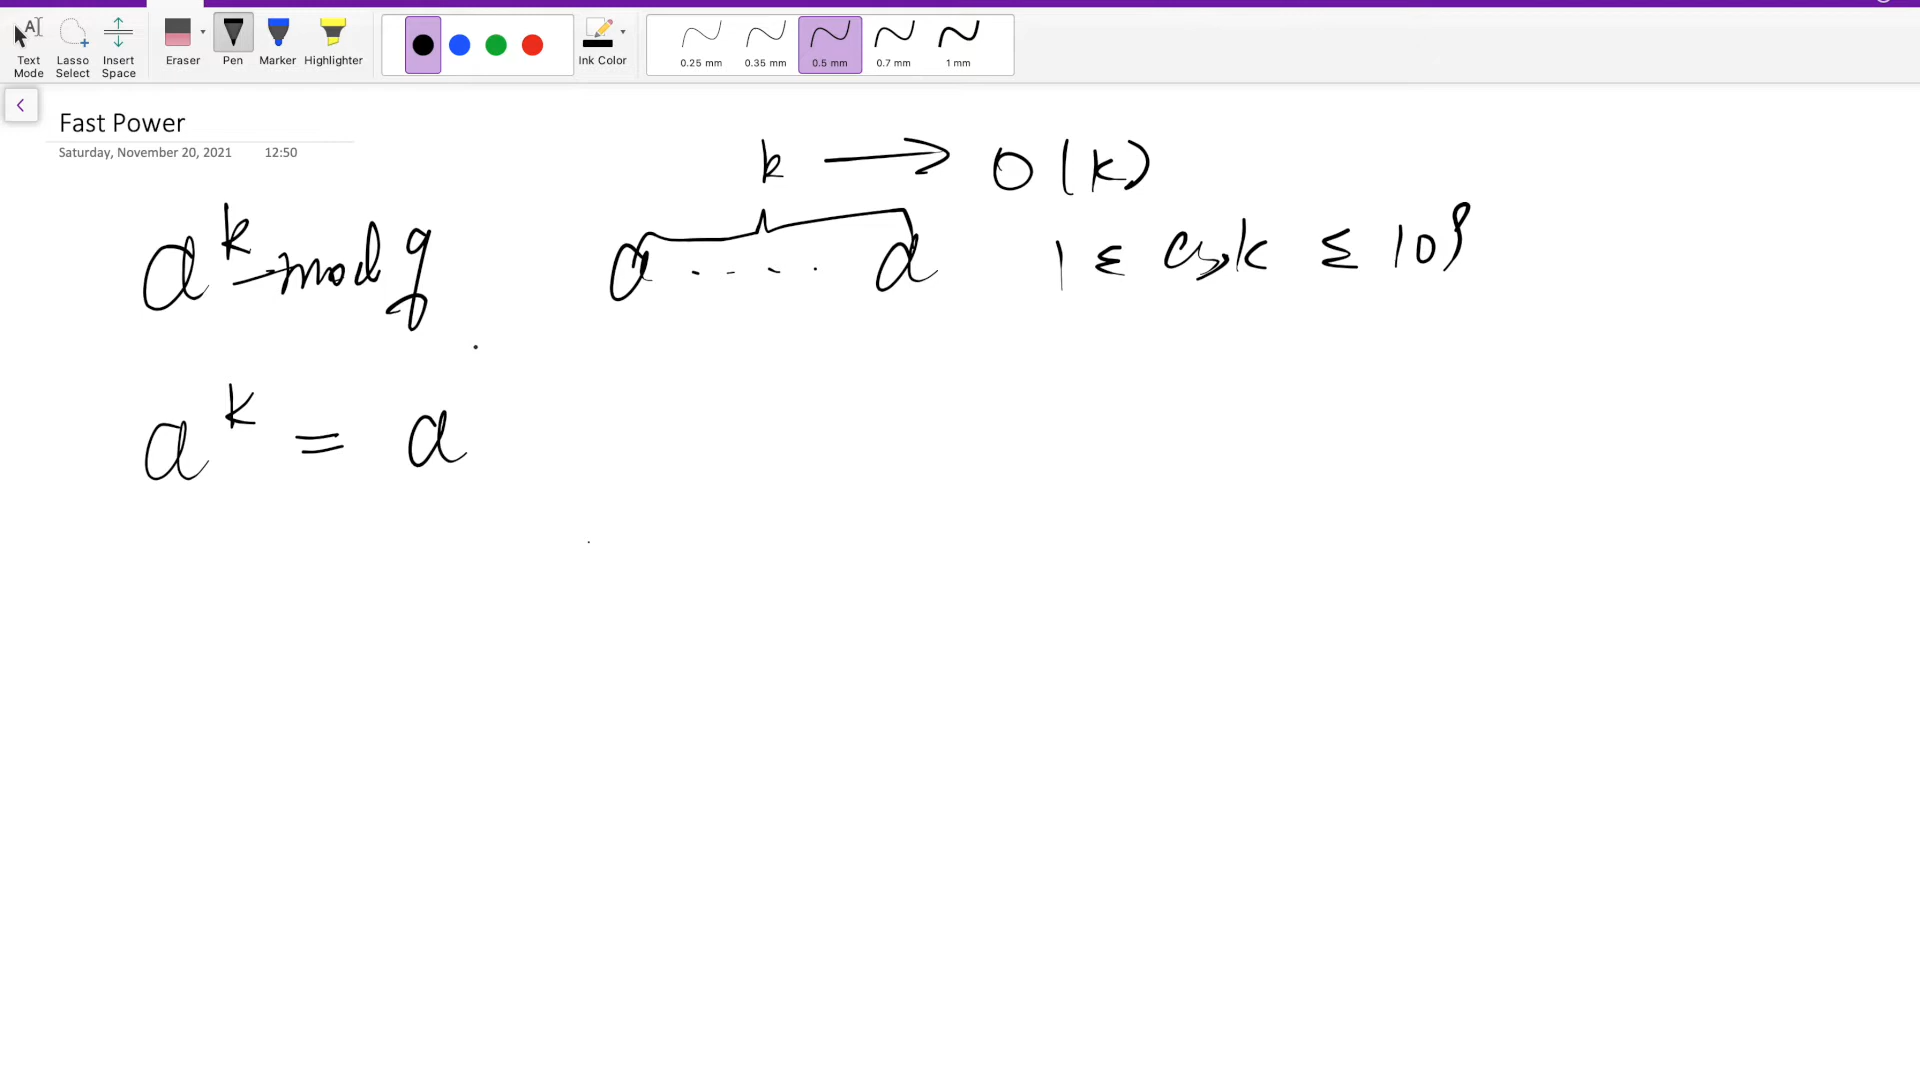 Text Mode
Lasso Select
Insert Space
Eraser
Pen
Marker
Highlighter
Ink Color
0.25 mm
0.35 mm
0.5 mm
0.7 mm
1 mm
Fast Power
Saturday, November 20, 2021 12:50
k → O(k)
a^k mod q
a . . . . a
1 ≤ a, k ≤ 10^9
a^k = a